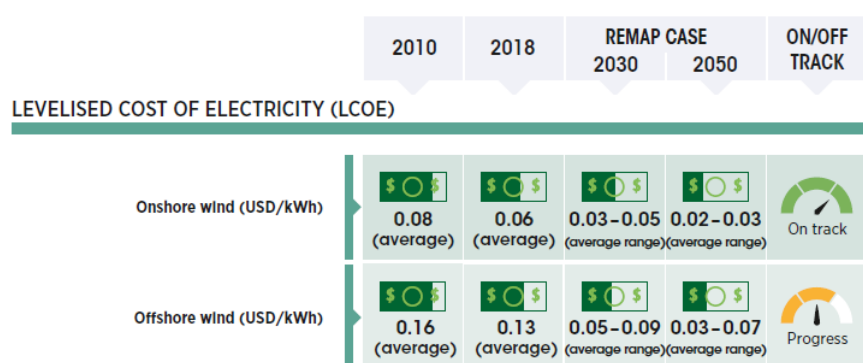 2010 2018 REMAP CASE ON/OFF
2030 2050 TRACK
LEVELISED COST OF ELECTRICITY (LCOE)
$ $ $ $ $ $ $ $
Onshore wind (USD/kWh) 0.08 0.06 0.03-0.05 0.02-0.03 On track
(average) (average) (average range) (average range)
$ $ $ $ $ $ $ $
Offshore wind (USD/kWh) 0.16 0.13 0.05-0.09 0.03-0.07 Progress
(average) (average) (average range) (average range)